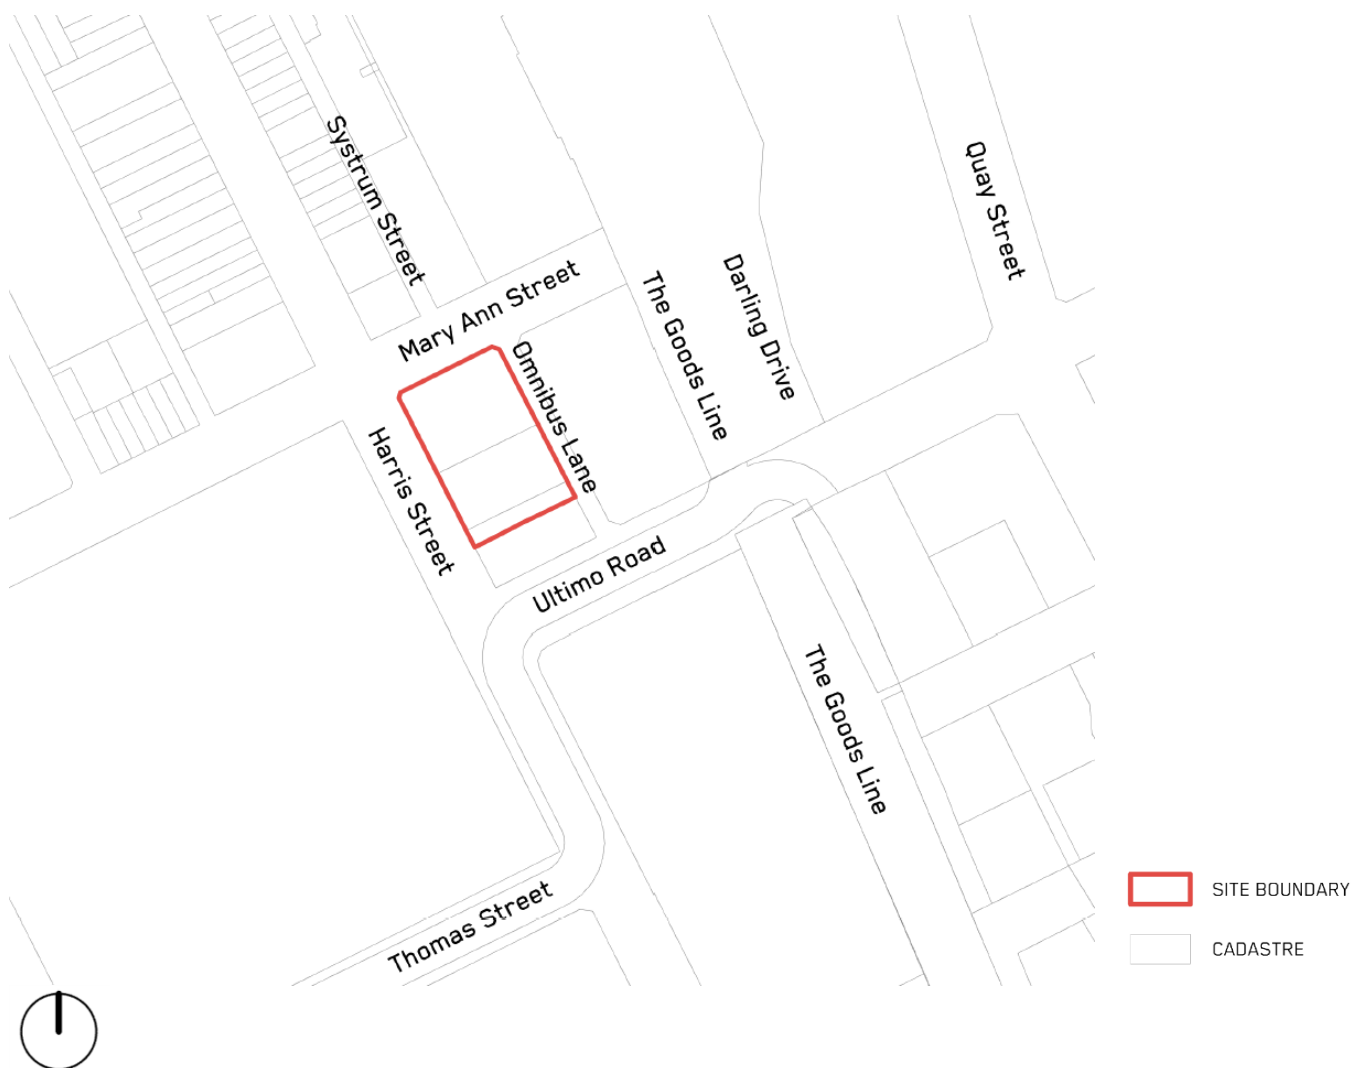 Systrum Street
Quay Street
Mary Ann Street
The Goods Line
Darling Drive
Omnibus Lane
Harris Street
Ultimo Road
The Goods Line
Thomas Street
SITE BOUNDARY
CADASTRE